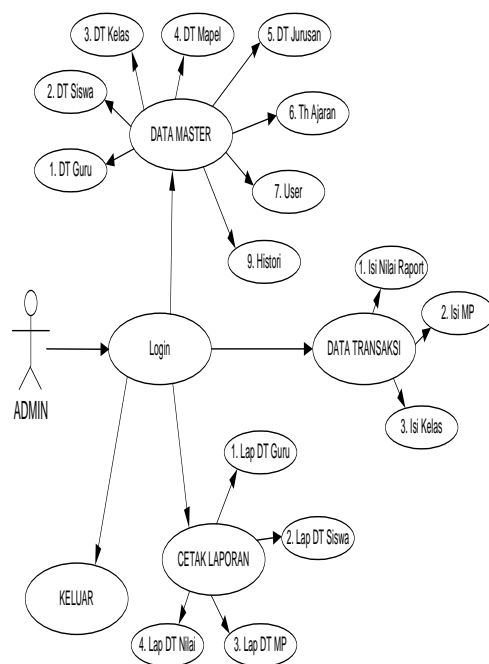 3. DT Kelas
4. DT Mapel
5. DT Jurusan
2. DT Siswa
6. Th Ajaran
DATA MASTER
1. DT Guru
7. User
9. Histori
1. Isi Nilai Raport
2. Isi MP
Login
DATA TRANSAKSI
ADMIN
3. Isi Kelas
1. Lap DT Guru
2. Lap DT Siswa
CETAK LAPORAN
KELUAR
4. Lap DT Nilai
3. Lap DT MP